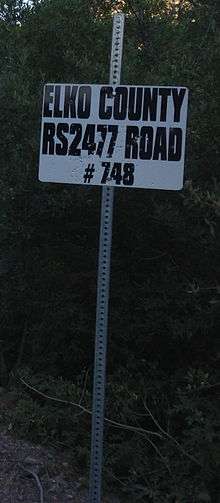 ELKO COUNTY
RS2477 ROAD
# 748